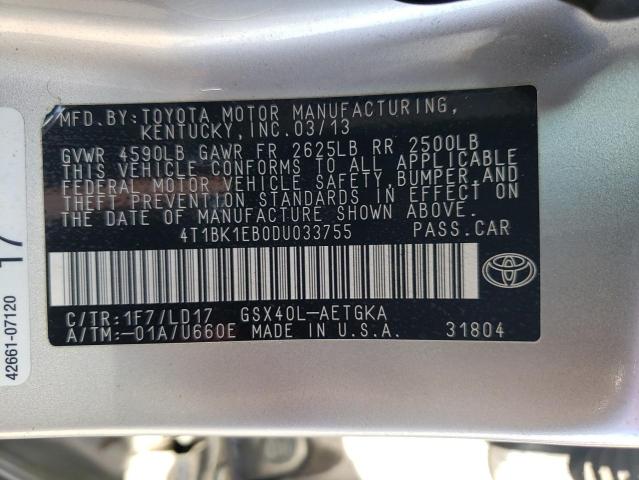 MFD. BY: TOYOTA MOTOR MANUFACTURING,
KENTUCKY, INC. 03/13
GVWR 4590LB GAWR FR 2625LB RR 2500LB
THIS VEHICLE CONFORMS TO ALL APPLICABLE
FEDERAL MOTOR VEHICLE SAFETY, BUMPER, AND
THEFT PREVENTION STANDARDS IN EFFECT ON
THE DATE OF MANUFACTURE SHOWN ABOVE.
4T1BK1EB0DU033755 PASS. CAR
C/TR: 1F7/LD17 GSX40L-AETGKA
A/TM: -01A/U660E MADE IN U.S.A. 31804
42661-07120
17